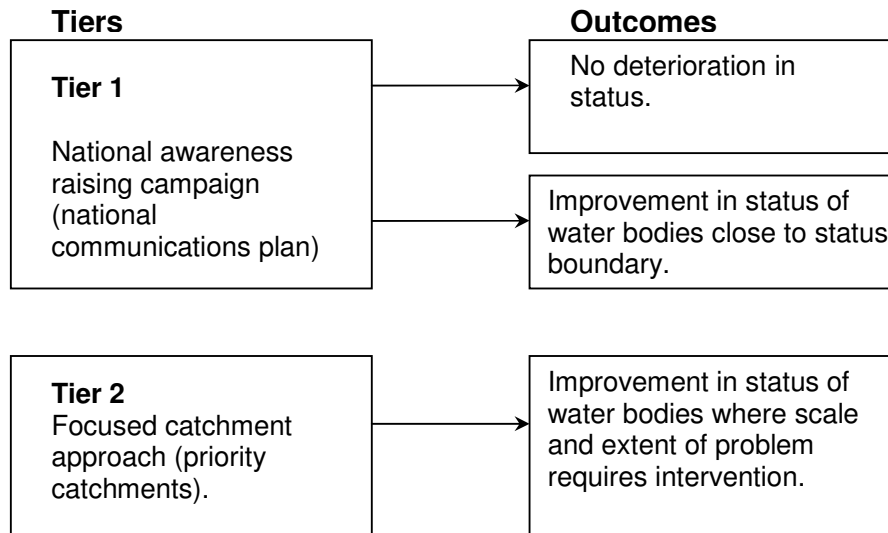 Tiers
Outcomes
Tier 1
National awareness
raising campaign
(national
communications plan)
No deterioration in
status.
Improvement in status of
water bodies close to status
boundary.
Tier 2
Focused catchment
approach (priority
catchments).
Improvement in status of
water bodies where scale
and extent of problem
requires intervention.